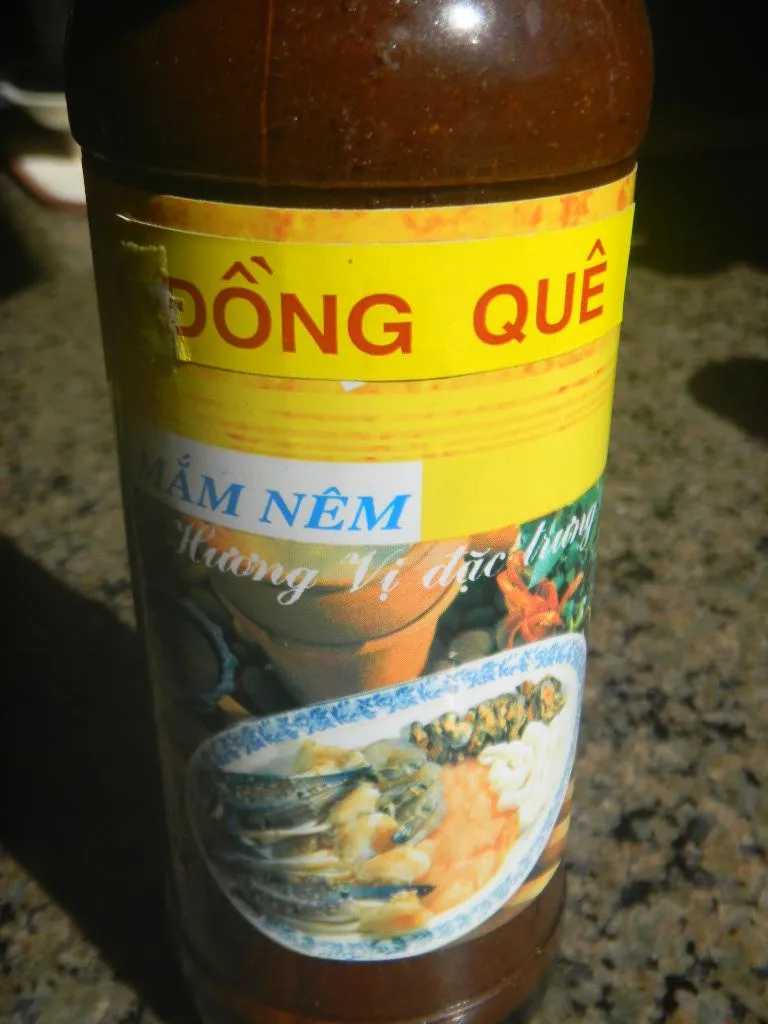 ĐỒNG QUÊ
MẮM NÊM
Hương Vị đặc trưng